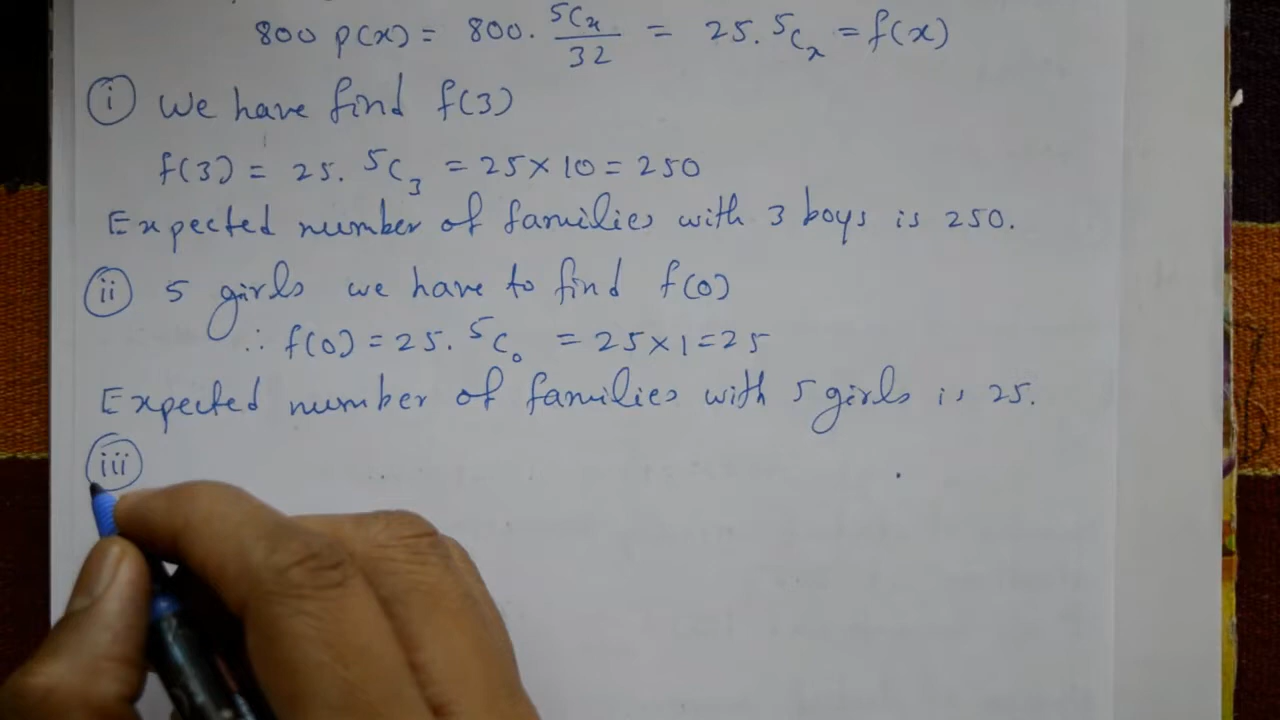 800 p(x) = 800. ⁵Cₓ/32 = 25. ⁵Cₓ = f(x)
(i) We have find f(3)
f(3) = 25. ⁵C₃ = 25 × 10 = 250
Expected number of families with 3 boys is 250.
(ii) 5 girls we have to find f(0)
∴ f(0) = 25. ⁵C₀ = 25 × 1 = 25
Expected number of families with 5 girls is 25.
(iii)